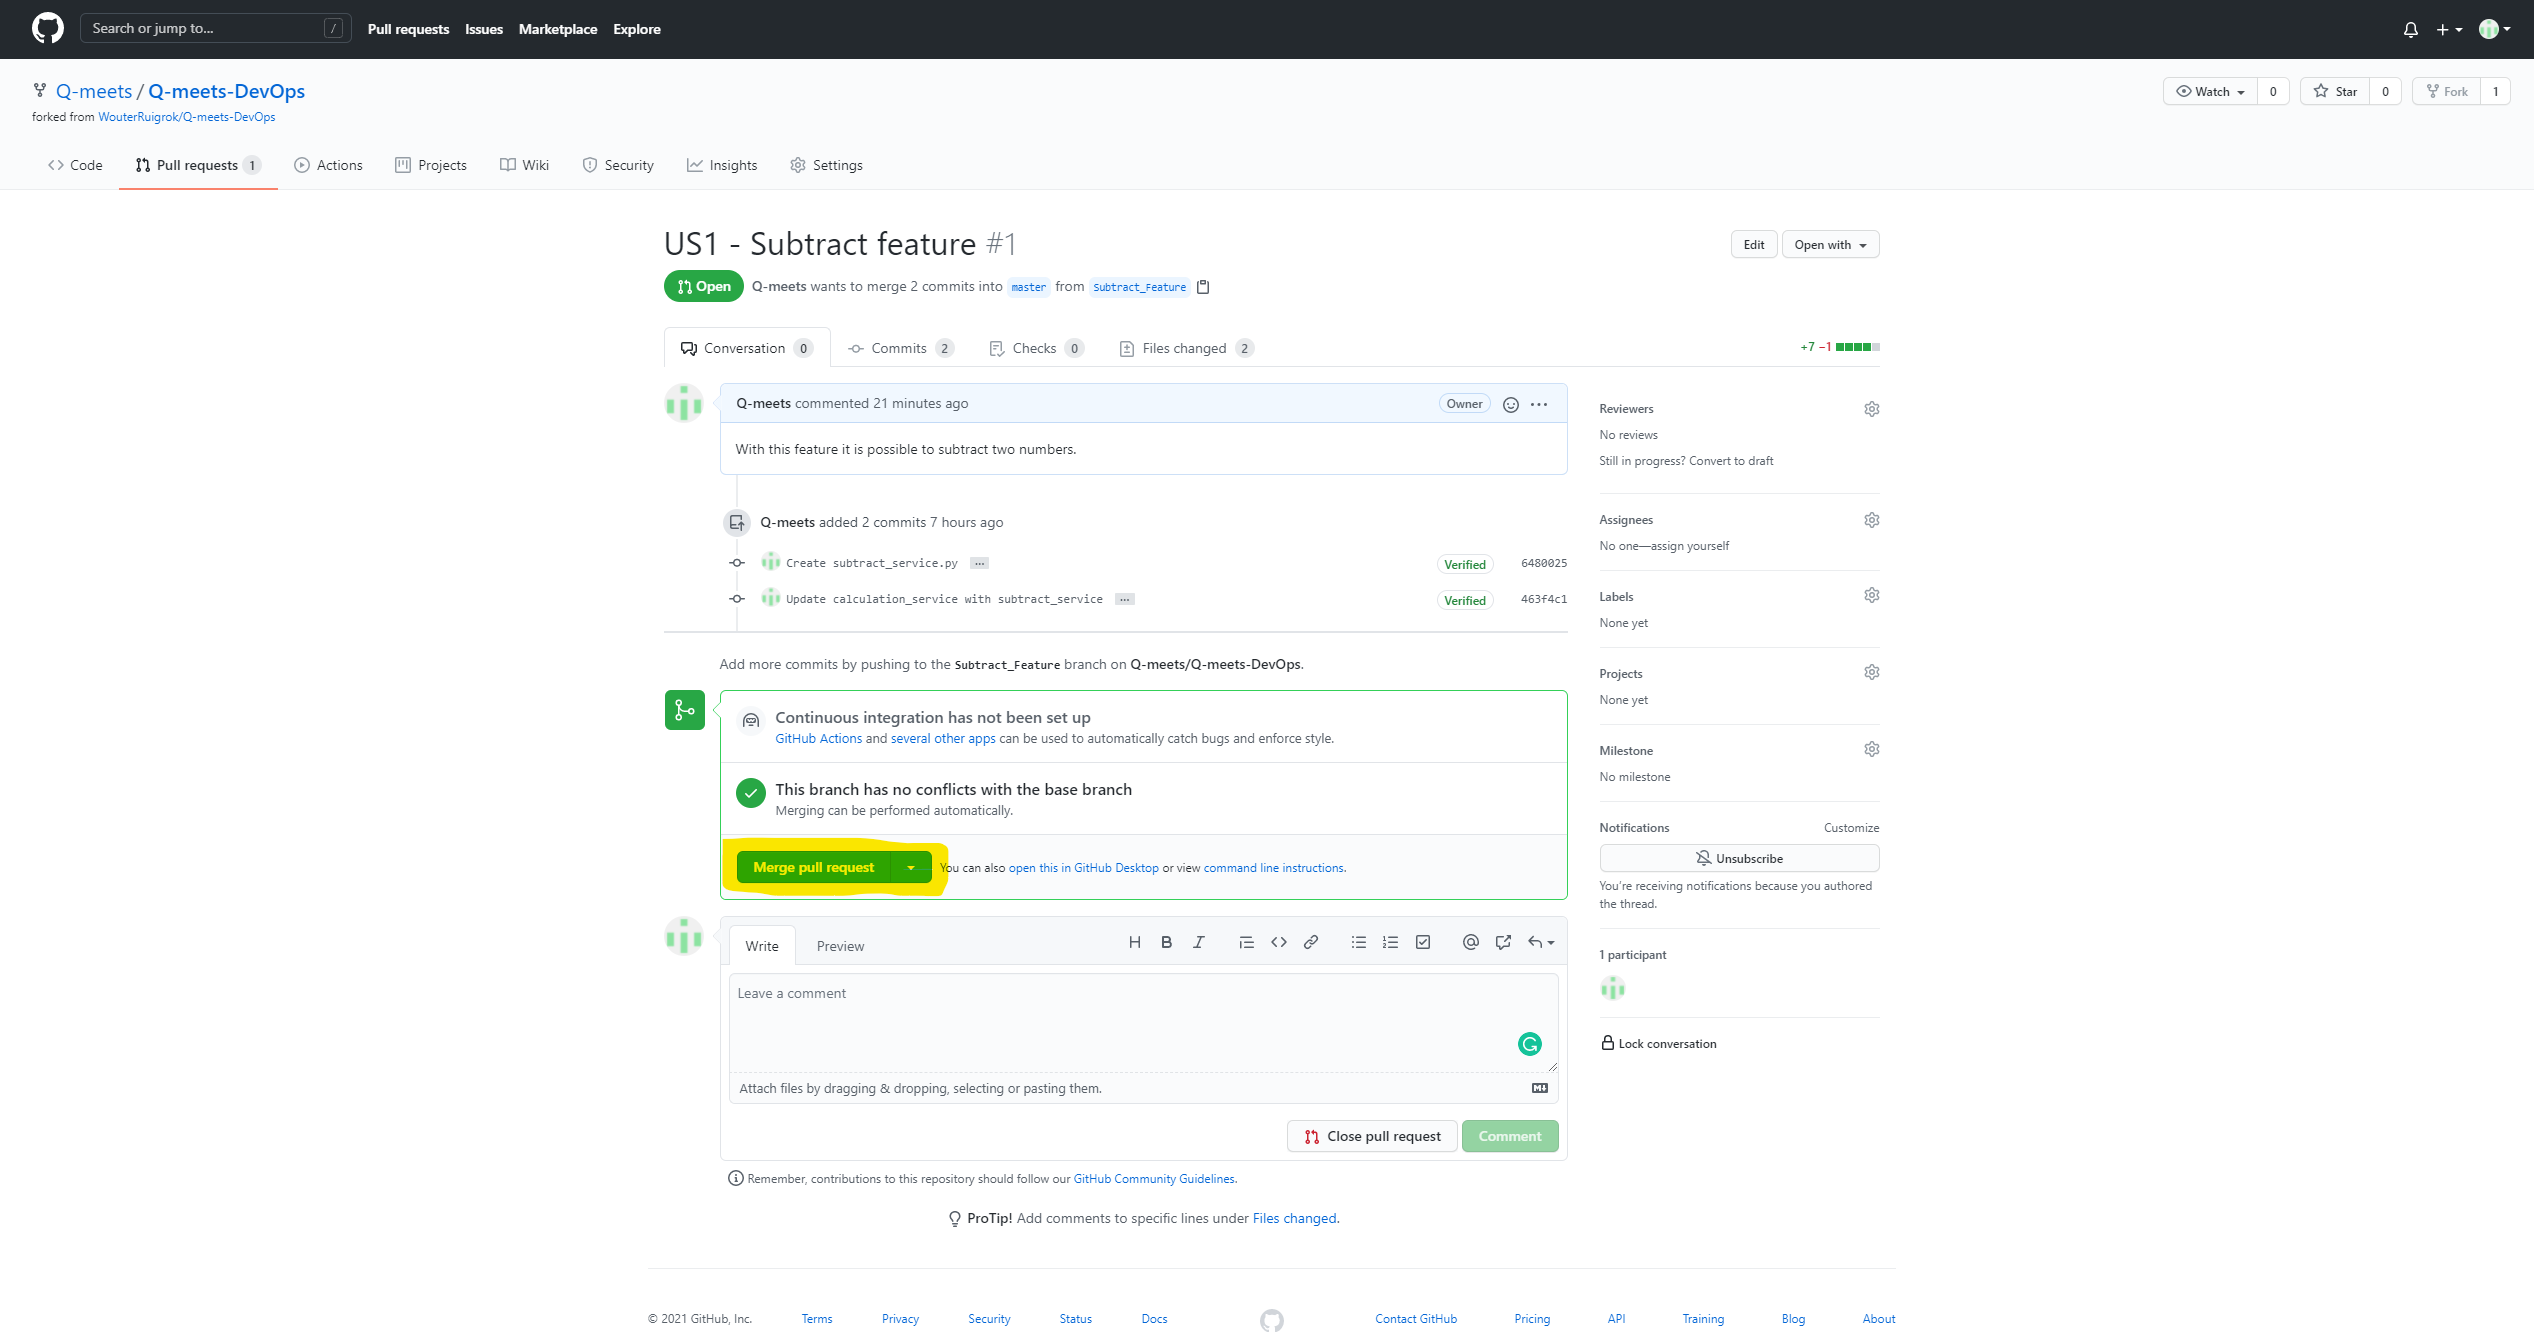 Search or jump to... /
Pull requests Issues Marketplace Explore
Q-meets / Q-meets-DevOps
forked from WouterRuigrok/Q-meets-DevOps
Watch 0 Star 0 Fork 1
Code Pull requests 1 Actions Projects Wiki Security Insights Settings
US1 - Subtract feature #1
Edit Open with
Open Q-meets wants to merge 2 commits into master from Subtract_Feature
Conversation 0 Commits 2 Checks 0 Files changed 2
+7 −1
Q-meets commented 21 minutes ago Owner
With this feature it is possible to subtract two numbers.
Q-meets added 2 commits 7 hours ago
Create subtract_service.py ... Verified 6480025
Update calculation_service with subtract_service ... Verified 463f4c1
Add more commits by pushing to the Subtract_Feature branch on Q-meets/Q-meets-DevOps.
Continuous integration has not been set up
GitHub Actions and several other apps can be used to automatically catch bugs and enforce style.
This branch has no conflicts with the base branch
Merging can be performed automatically.
Merge pull request You can also open this in GitHub Desktop or view command line instructions.
Write Preview
H B I @
Leave a comment
G
Attach files by dragging & dropping, selecting or pasting them.
Close pull request Comment
Remember, contributions to this repository should follow our GitHub Community Guidelines.
ProTip! Add comments to specific lines under Files changed.
Reviewers
No reviews
Still in progress? Convert to draft
Assignees
No one—assign yourself
Labels
None yet
Projects
None yet
Milestone
No milestone
Notifications Customize
Unsubscribe
You're receiving notifications because you authored
the thread.
1 participant
Lock conversation
© 2021 GitHub, Inc. Terms Privacy Security Status Docs Contact GitHub Pricing API Training Blog About